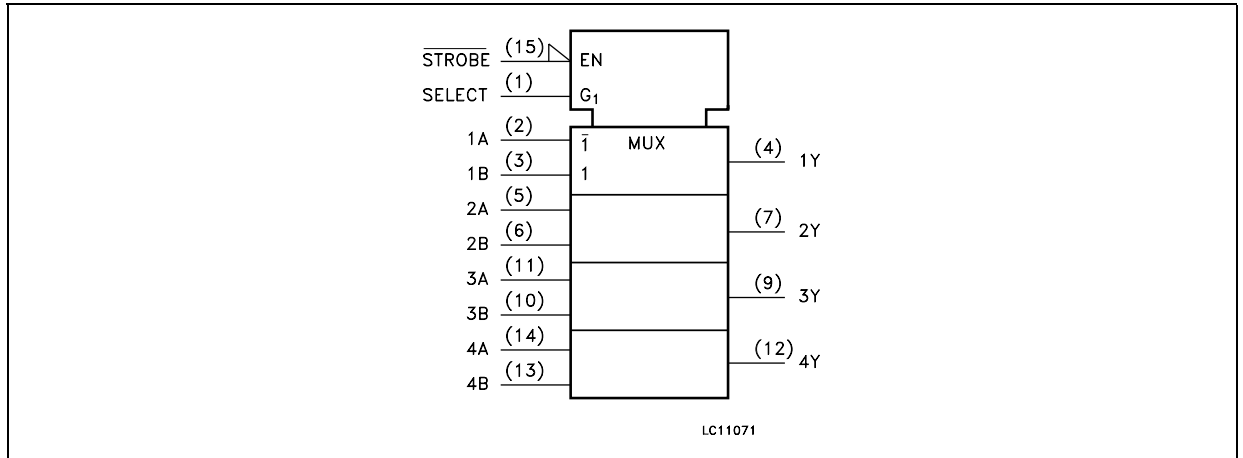 S̅T̅R̅O̅B̅E̅ (15) EN
SELECT (1) G₁
1A (2) 1̅ MUX (4) 1Y
1B (3) 1
2A (5)
2B (6) (7) 2Y
3A (11)
3B (10) (9) 3Y
4A (14)
4B (13) (12) 4Y
LC11071